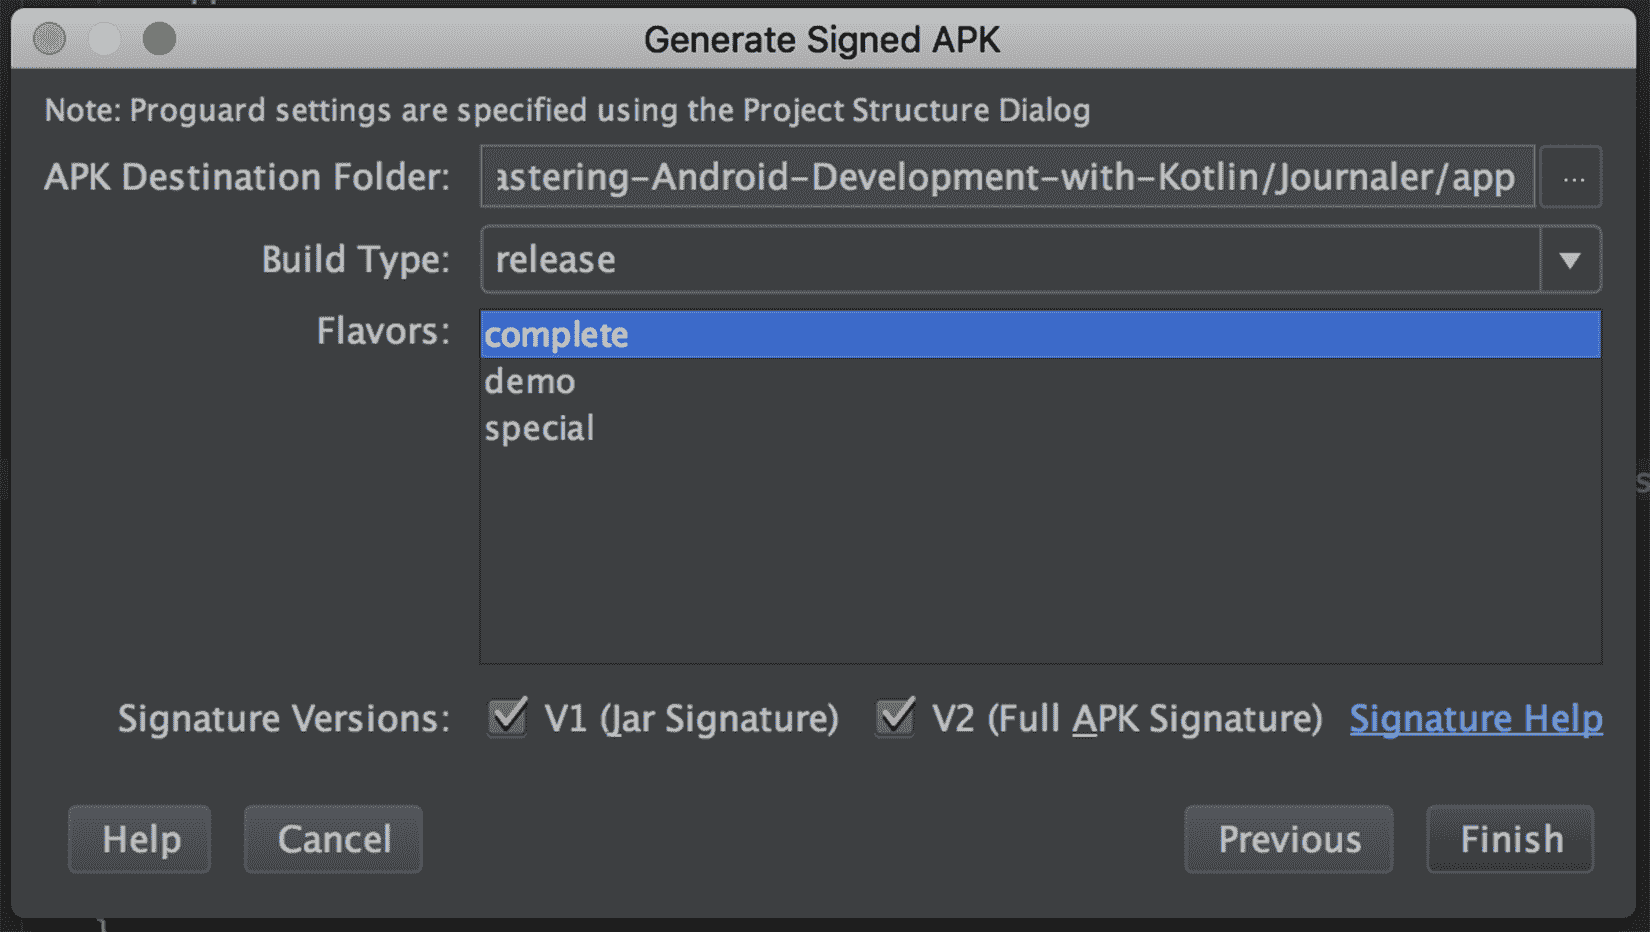 Generate Signed APK
Note: Proguard settings are specified using the Project Structure Dialog
APK Destination Folder: astering-Android-Development-with-Kotlin/Journaler/app ...
Build Type: release
Flavors: complete
demo
special
Signature Versions: V1 (Jar Signature) V2 (Full APK Signature) Signature Help
Help Cancel Previous Finish